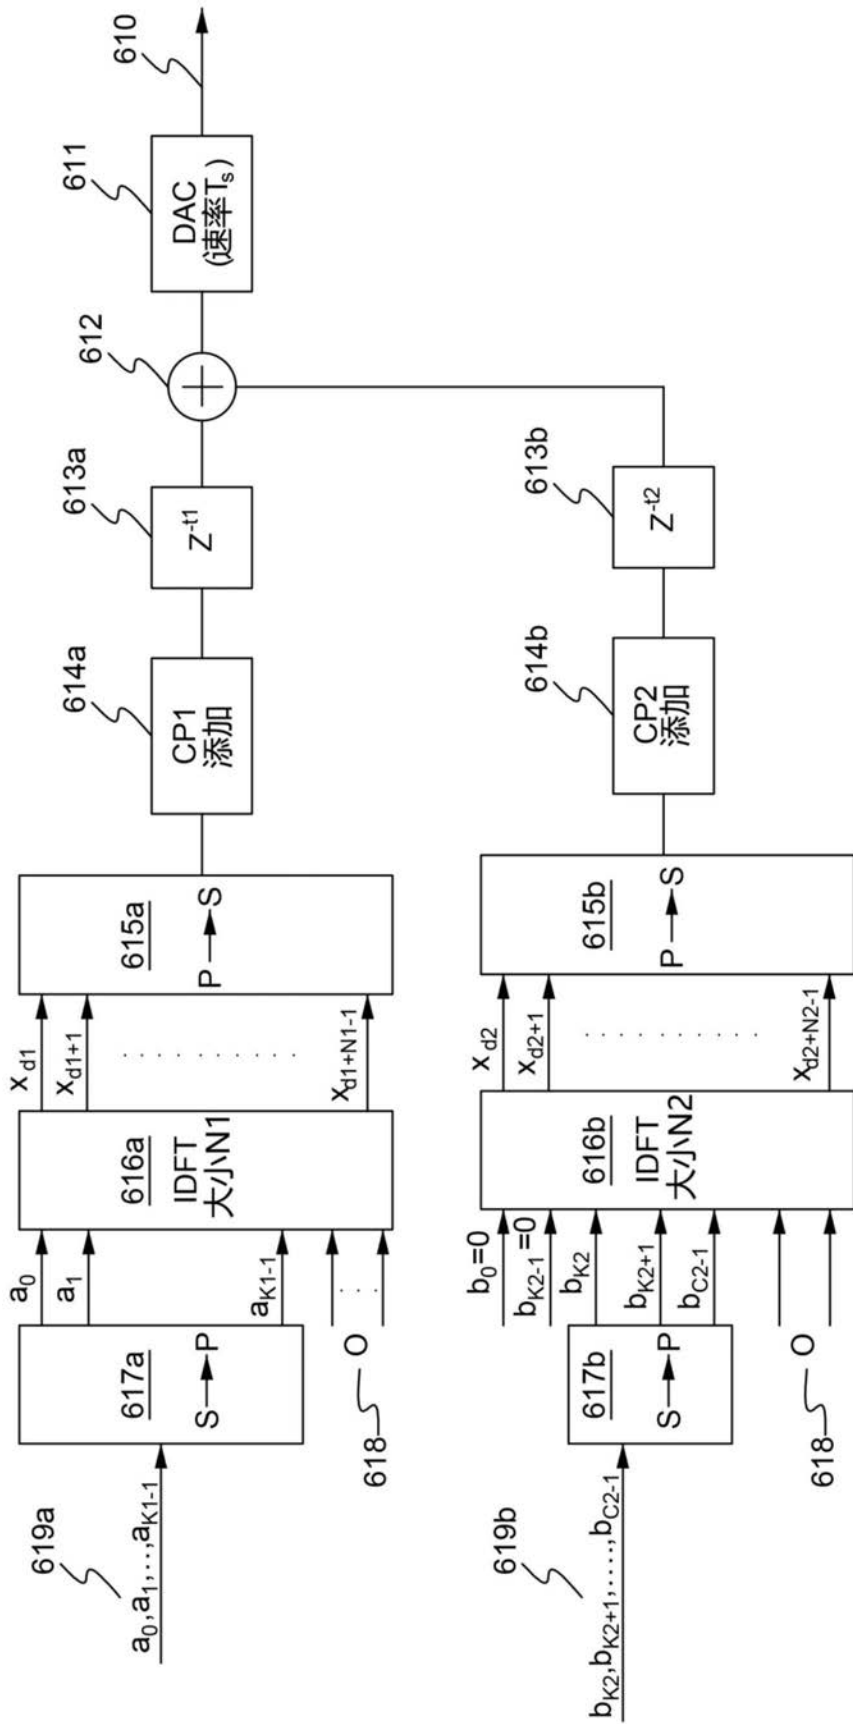 619a
a0,a1,..,aK1-1
617a
S→P
618
O
a0
a1
aK1-1
616a
IDFT
大小N1
xd1
xd1+1
xd1+N1-1
615a
P→S
614a
CP1
添加
613a
Z-t1
612
+
611
DAC
(速率Ts)
610
619b
bK2,bK2+1,....,bC2-1
617b
S→P
618
O
b0=0
bK2-1=0
bK2
bK2+1
bC2-1
616b
IDFT
大小N2
xd2
xd2+1
xd2+N2-1
615b
P→S
614b
CP2
添加
613b
Z-t2